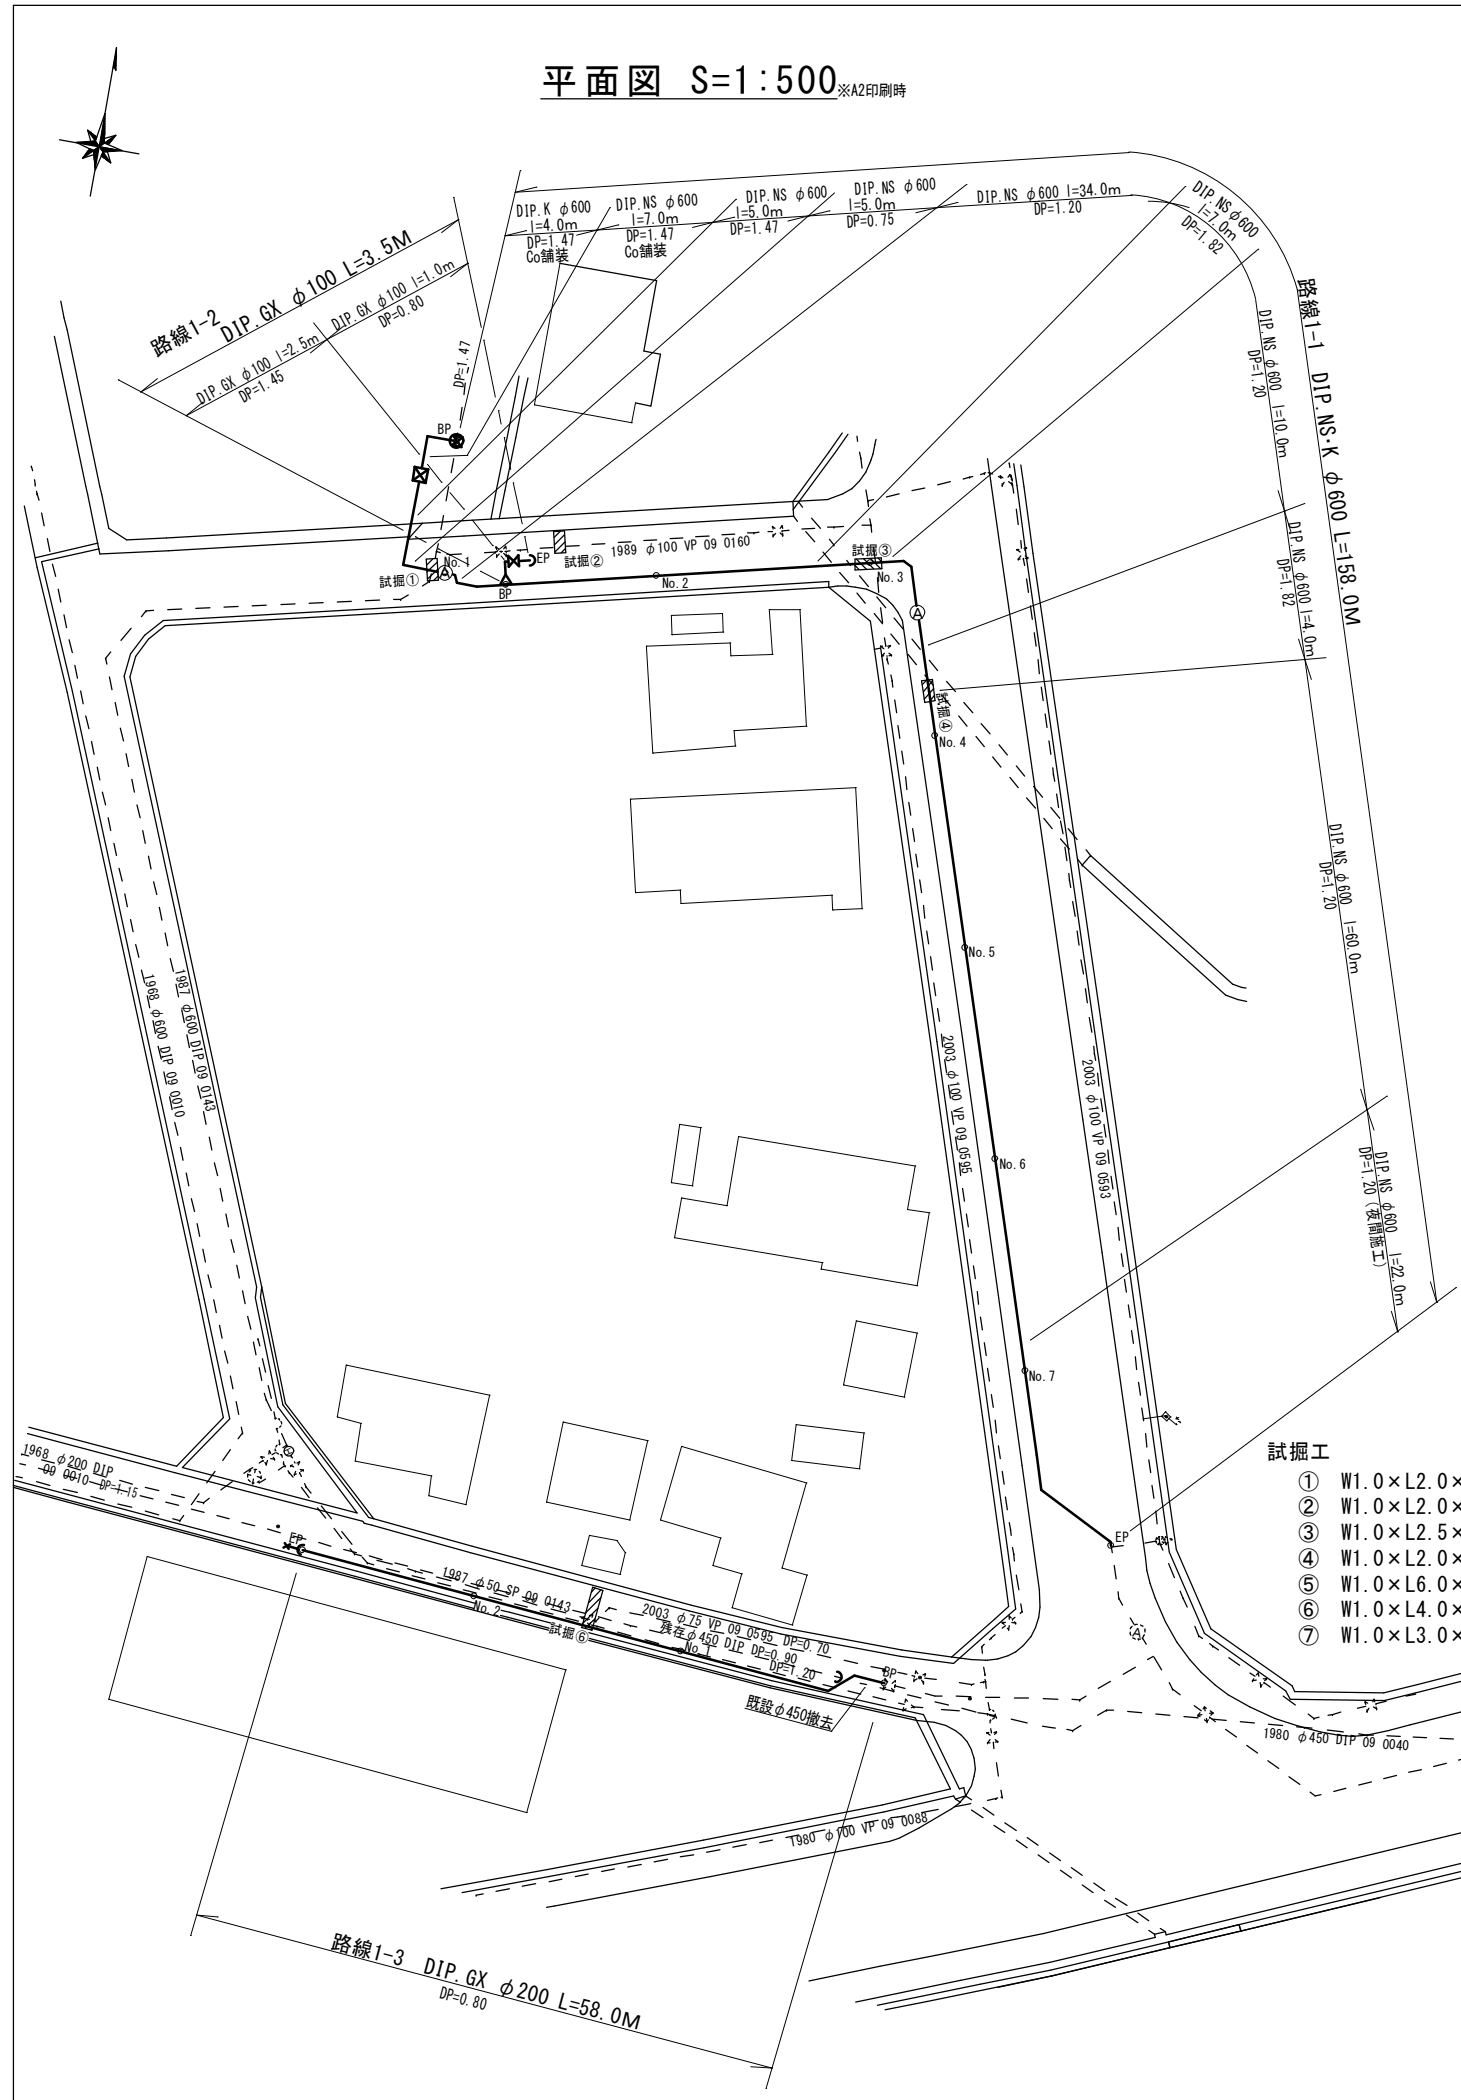 平面図 S=1:500※A2印刷時
DIP.K φ600
l=4.0m
DP=1.47
Co舗装
DIP.NS φ600
l=7.0m
DP=1.47
Co舗装
DIP.NS φ600
l=5.0m
DP=1.47
DIP.NS φ600
l=5.0m
DP=0.75
DIP.NS φ600 l=34.0m
DP=1.20
DIP.NS φ600
l=7.0m
DP=1.82
路線1-1 DIP.NS・K φ600 L=158.0M
DIP.NS φ600 l=10.0m
DP=1.20
DIP.NS φ600 l=4.0m
DP=1.82
DIP.NS φ600 l=60.0m
DP=1.20
DIP.NS φ600 l=22.0m
DP=1.20 (夜間施工)
路線1-2 DIP.GX φ100 L=3.5M
DIP.GX φ100 l=2.5m
DP=1.45
DIP.GX φ100 l=1.0m
DP=0.80
DP=1.47
BP
試掘①
No.1
A
EP
BP
試掘②
1989 φ100 VP 09 0160
No.2
試掘③
No.3
A
試掘④
No.4
No.5
No.6
No.7
EP
A
1968 φ600 DIP 09 0010
1987 φ600 DIP 09 0143
2003 φ100 VP 09 0595
2003 φ100 VP 09 0593
1968 φ200 DIP
09 0010 DP=1.15
EP
1987 φ50 SP 09 0143
No.2
試掘⑥
2003 φ75 VP 09 0595 DP=0.70
残存φ450 DIP DP=0.90
DP=1.20
No.1
BP
既設φ450撤去
1980 φ450 DIP 09 0040
1980 φ100 VP 09 0088
路線1-3 DIP.GX φ200 L=58.0M
DP=0.80
試掘工
① W1.0×L2.0×
② W1.0×L2.0×
③ W1.0×L2.5×
④ W1.0×L2.0×
⑤ W1.0×L6.0×
⑥ W1.0×L4.0×
⑦ W1.0×L3.0×